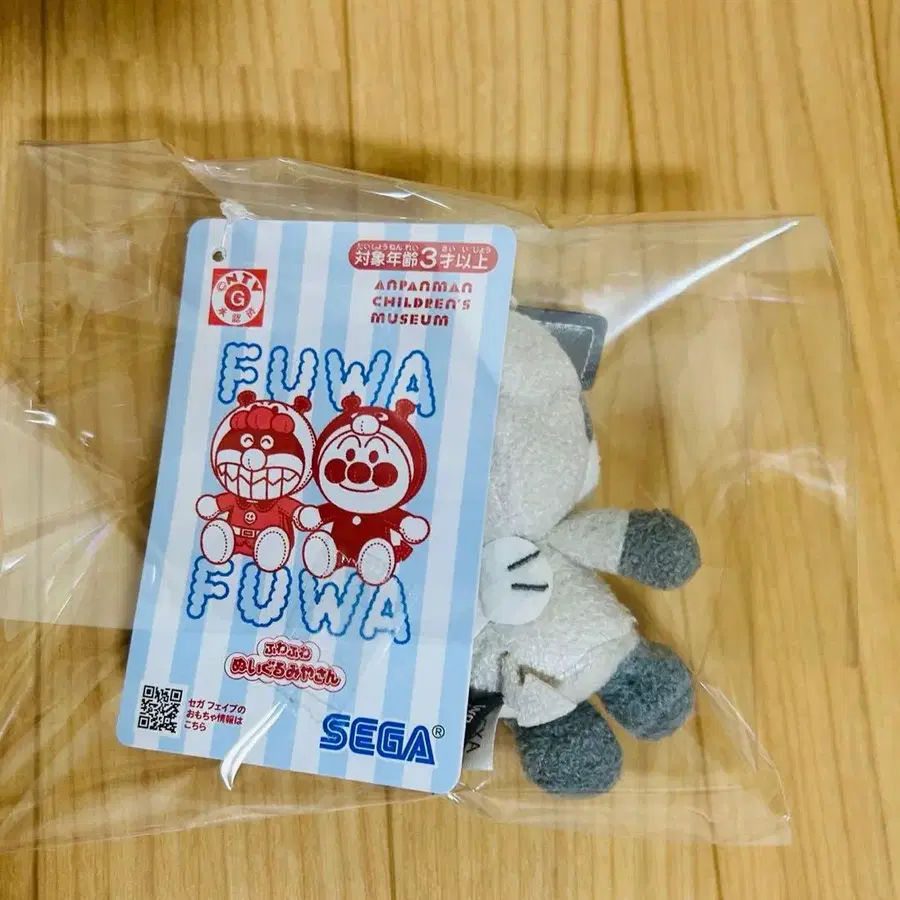 たいしょうねんれい さい いじょう
対象年齢3才以上
NTV
G
承認済
ANPANMAN
CHILDREN'S
MUSEUM
FUWA
FUWA
ふわふわ
ぬいぐるみやさん
セガ フェイブの
おもちゃ情報は
こちら
SEGA®